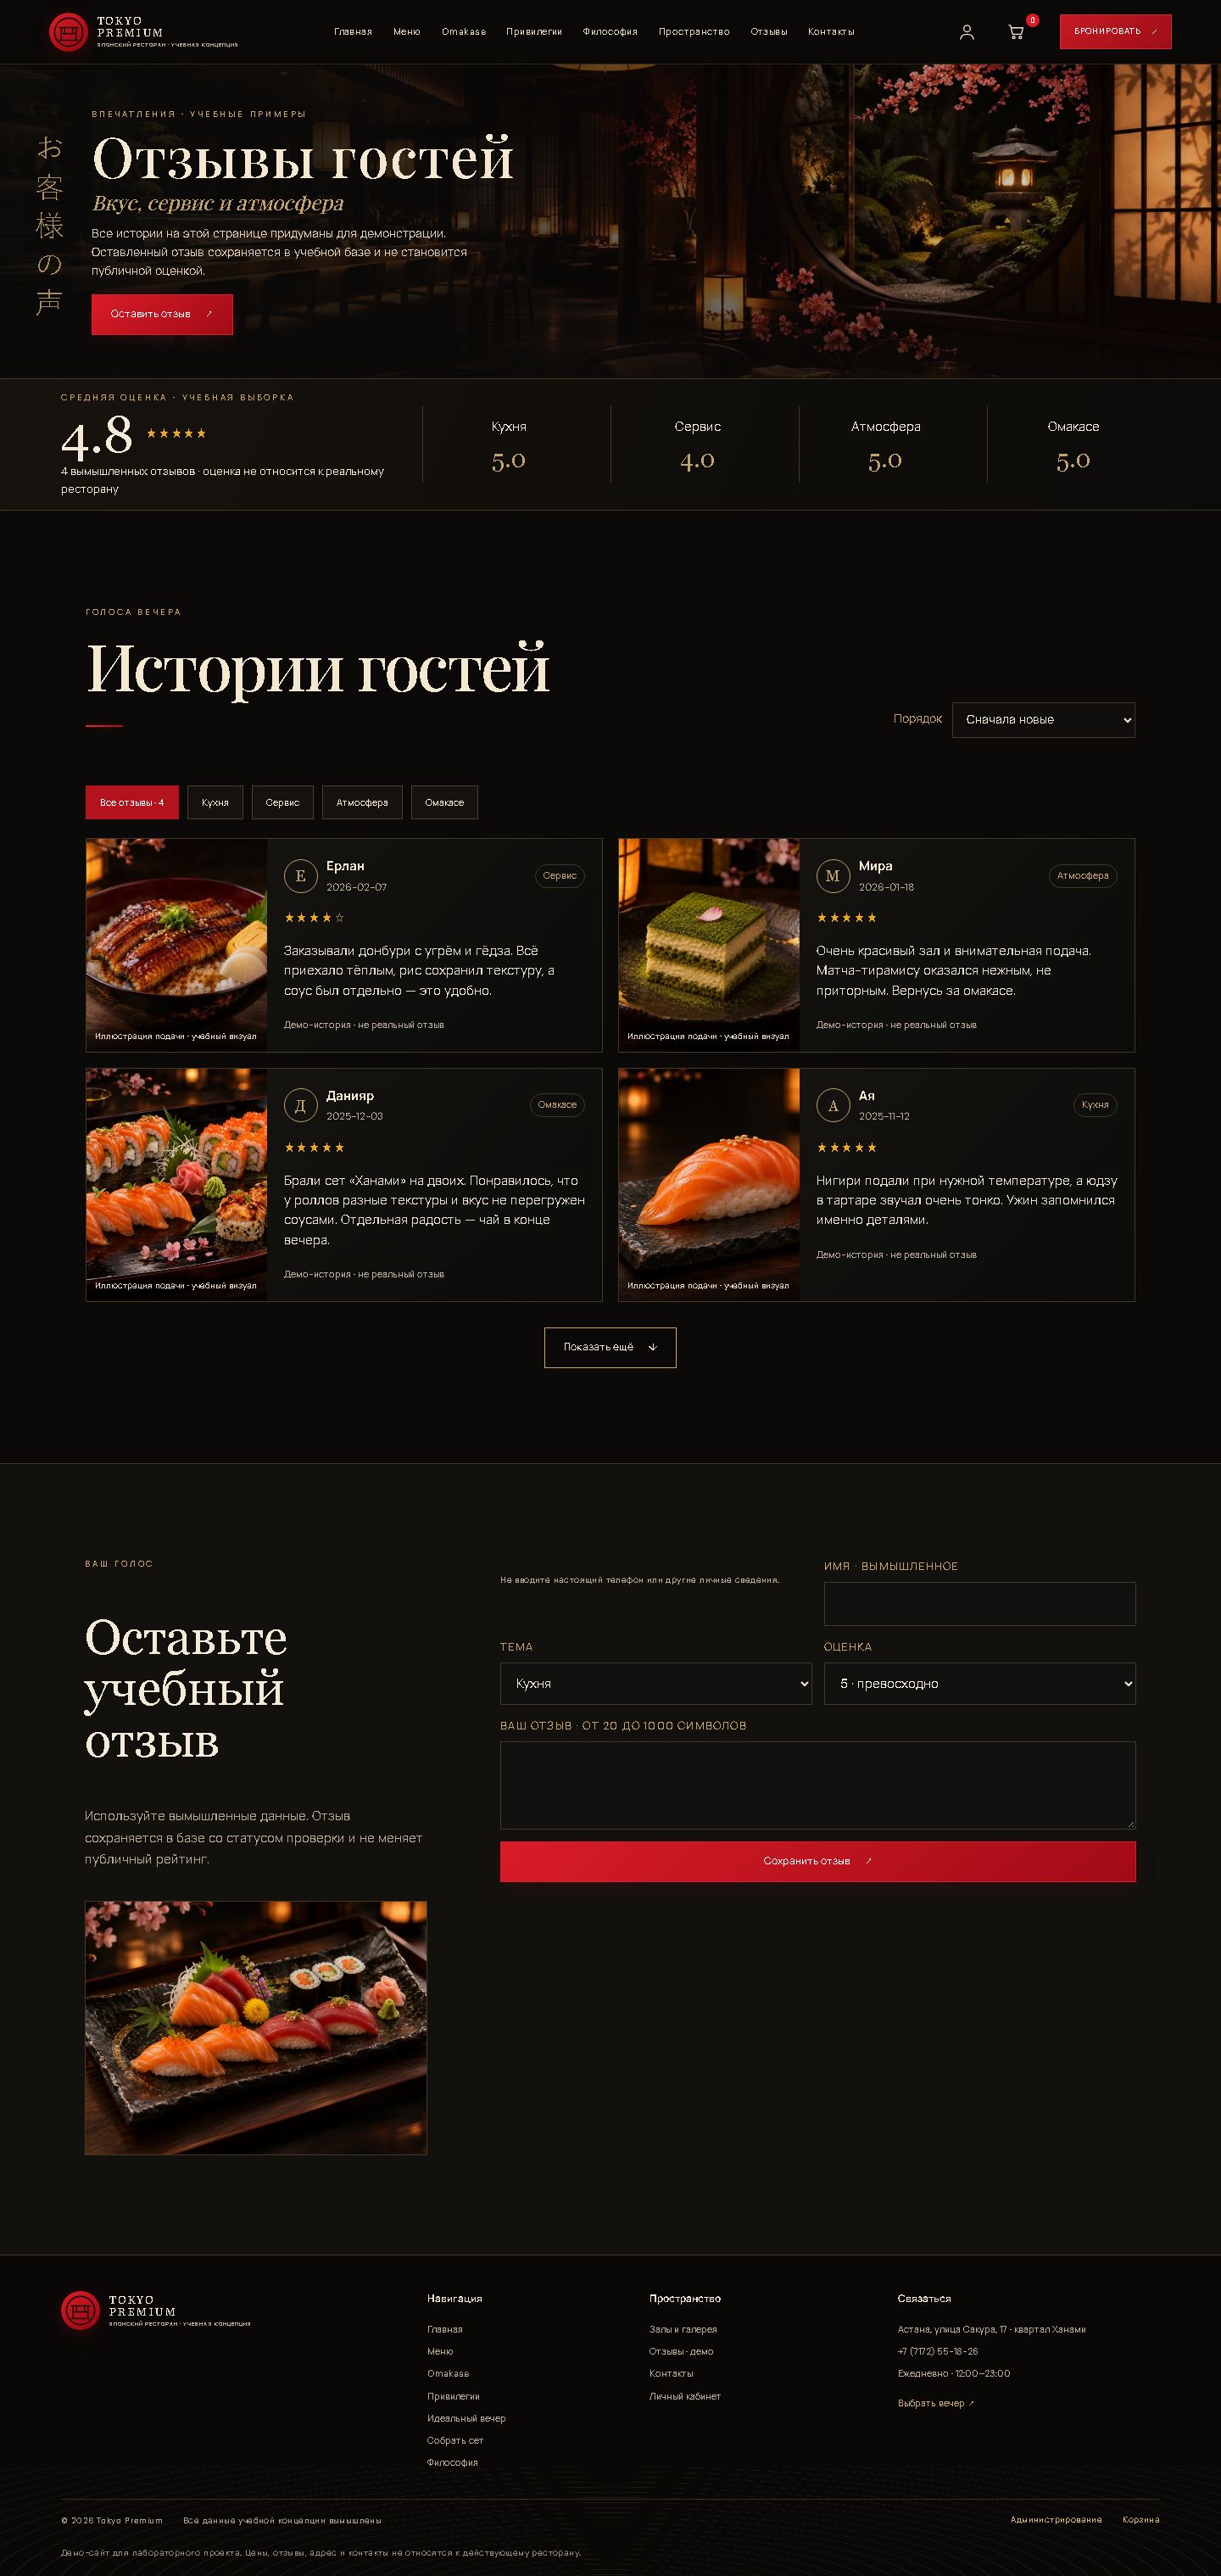 TOKYO
PREMIUM
ЯПОНСКИЙ РЕСТОРАН · УЧЕБНАЯ КОНЦЕПЦИЯ
Главная
Меню
Omakase
Привилегии
Философия
Пространство
Отзывы
Контакты
0
БРОНИРОВАТЬ ↗
お客様の声
ВПЕЧАТЛЕНИЯ · УЧЕБНЫЕ ПРИМЕРЫ
Отзывы гостей
Вкус, сервис и атмосфера
Все истории на этой странице придуманы для демонстрации.
Оставленный отзыв сохраняется в учебной базе и не становится
публичной оценкой.
Оставить отзыв ↗
СРЕДНЯЯ ОЦЕНКА · УЧЕБНАЯ ВЫБОРКА
4.8 ★★★★★
4 вымышленных отзывов · оценка не относится к реальному
ресторану
Кухня
5.0
Сервис
4.0
Атмосфера
5.0
Омакасе
5.0
ГОЛОСА ВЕЧЕРА
Истории гостей
Порядок
Сначала новые
Все отзывы · 4
Кухня
Сервис
Атмосфера
Омакасе
Иллюстрация подачи · учебный визуал
Е
Ерлан
2026-02-07
Сервис
★★★★☆
Заказывали донбури с угрём и гёдза. Всё
приехало тёплым, рис сохранил текстуру, а
соус был отдельно — это удобно.
Демо-история · не реальный отзыв
Иллюстрация подачи · учебный визуал
М
Мира
2026-01-18
Атмосфера
★★★★★
Очень красивый зал и внимательная подача.
Матча-тирамису оказался нежным, не
приторным. Вернусь за омакасе.
Демо-история · не реальный отзыв
Иллюстрация подачи · учебный визуал
Д
Данияр
2025-12-03
Омакасе
★★★★★
Брали сет «Ханами» на двоих. Понравилось, что
у роллов разные текстуры и вкус не перегружен
соусами. Отдельная радость — чай в конце
вечера.
Демо-история · не реальный отзыв
Иллюстрация подачи · учебный визуал
А
Ая
2025-11-12
Кухня
★★★★★
Нигири подали при нужной температуре, а юдзу
в тартаре звучал очень тонко. Ужин запомнился
именно деталями.
Демо-история · не реальный отзыв
Показать ещё ↓
ВАШ ГОЛОС
Оставьте
учебный
отзыв
Используйте вымышленные данные. Отзыв
сохраняется в базе со статусом проверки и не меняет
публичный рейтинг.
Не вводите настоящий телефон или другие личные сведения.
ИМЯ · ВЫМЫШЛЕННОЕ
ТЕМА
Кухня
ОЦЕНКА
5 · превосходно
ВАШ ОТЗЫВ · ОТ 20 ДО 1000 СИМВОЛОВ
Сохранить отзыв ↗
TOKYO
PREMIUM
ЯПОНСКИЙ РЕСТОРАН · УЧЕБНАЯ КОНЦЕПЦИЯ
Навигация
Главная
Меню
Omakase
Привилегии
Идеальный вечер
Собрать сет
Философия
Пространство
Залы и галерея
Отзывы · демо
Контакты
Личный кабинет
Связаться
Астана, улица Сакура, 17 · квартал Ханами
+7 (7172) 55-18-26
Ежедневно · 12:00–23:00
Выбрать вечер ↗
© 2026 Tokyo Premium
Все данные учебной концепции вымышлены
Администрирование
Корзина
Демо-сайт для лабораторного проекта. Цены, отзывы, адрес и контакты не относятся к действующему ресторану.